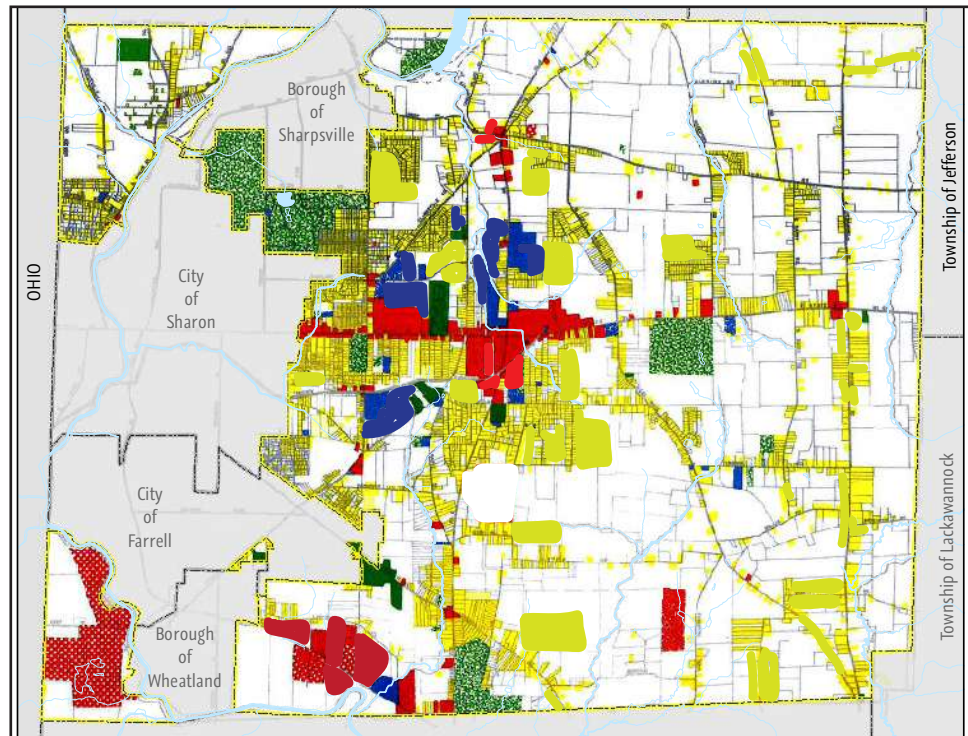 Borough
of
Sharpsville
Township of Jefferson
OHIO
City
of
Sharon
Township of Lackawannock
City
of
Farrell
Borough
of
Wheatland